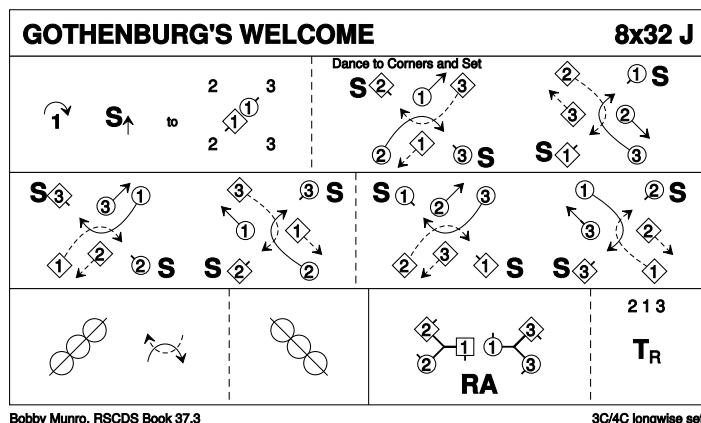 GOTHENBURG'S WELCOME 8x32 J
Dance to Corners and Set
1 S to 2 3 1 1 2 3
S 2 1 3 2 1 3 S
2 1 S 3 2 S 1 3
S 3 3 1 1 2 2 S
3 3 S 1 1 S 2 2
S 1 2 3 2 3 1 S
1 2 S 3 2 S 3 1
2 3 2 1 1 3 RA
2 1 3
TR
Bobby Munro, RSCDS Book 37.3 3C/4C longwise set